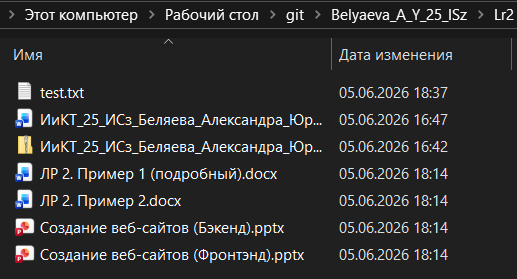 Этот компьютер > Рабочий стол > git > Belyaeva_A_Y_25_ISz > Lr2
Имя Дата изменения
test.txt 05.06.2026 18:37
ИиКТ_25_ИСз_Беляева_Александра_Юр... 05.06.2026 16:47
ИиКТ_25_ИСз_Беляева_Александра_Юр... 05.06.2026 16:42
ЛР 2. Пример 1 (подробный).docx 05.06.2026 18:14
ЛР 2. Пример 2.docx 05.06.2026 18:14
Создание веб-сайтов (Бэкенд).pptx 05.06.2026 18:14
Создание веб-сайтов (Фронтэнд).pptx 05.06.2026 18:14